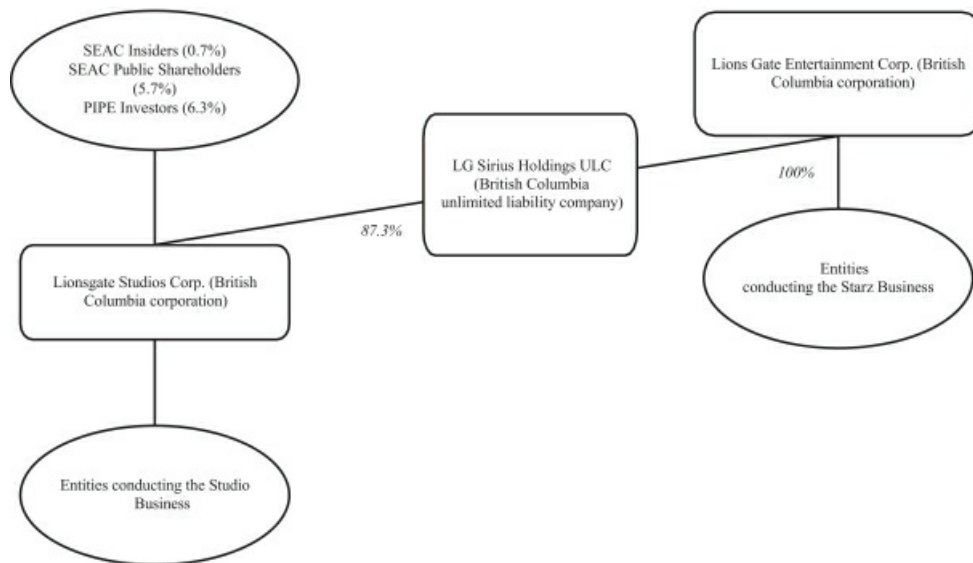 SEAC Insiders (0.7%)
SEAC Public Shareholders
(5.7%)
PIPE Investors (6.3%)
Lions Gate Entertainment Corp. (British
Columbia corporation)
LG Sirius Holdings ULC
(British Columbia
unlimited liability company)
100%
87.3%
Lionsgate Studios Corp. (British
Columbia corporation)
Entities
conducting the Starz Business
Entities conducting the Studio
Business